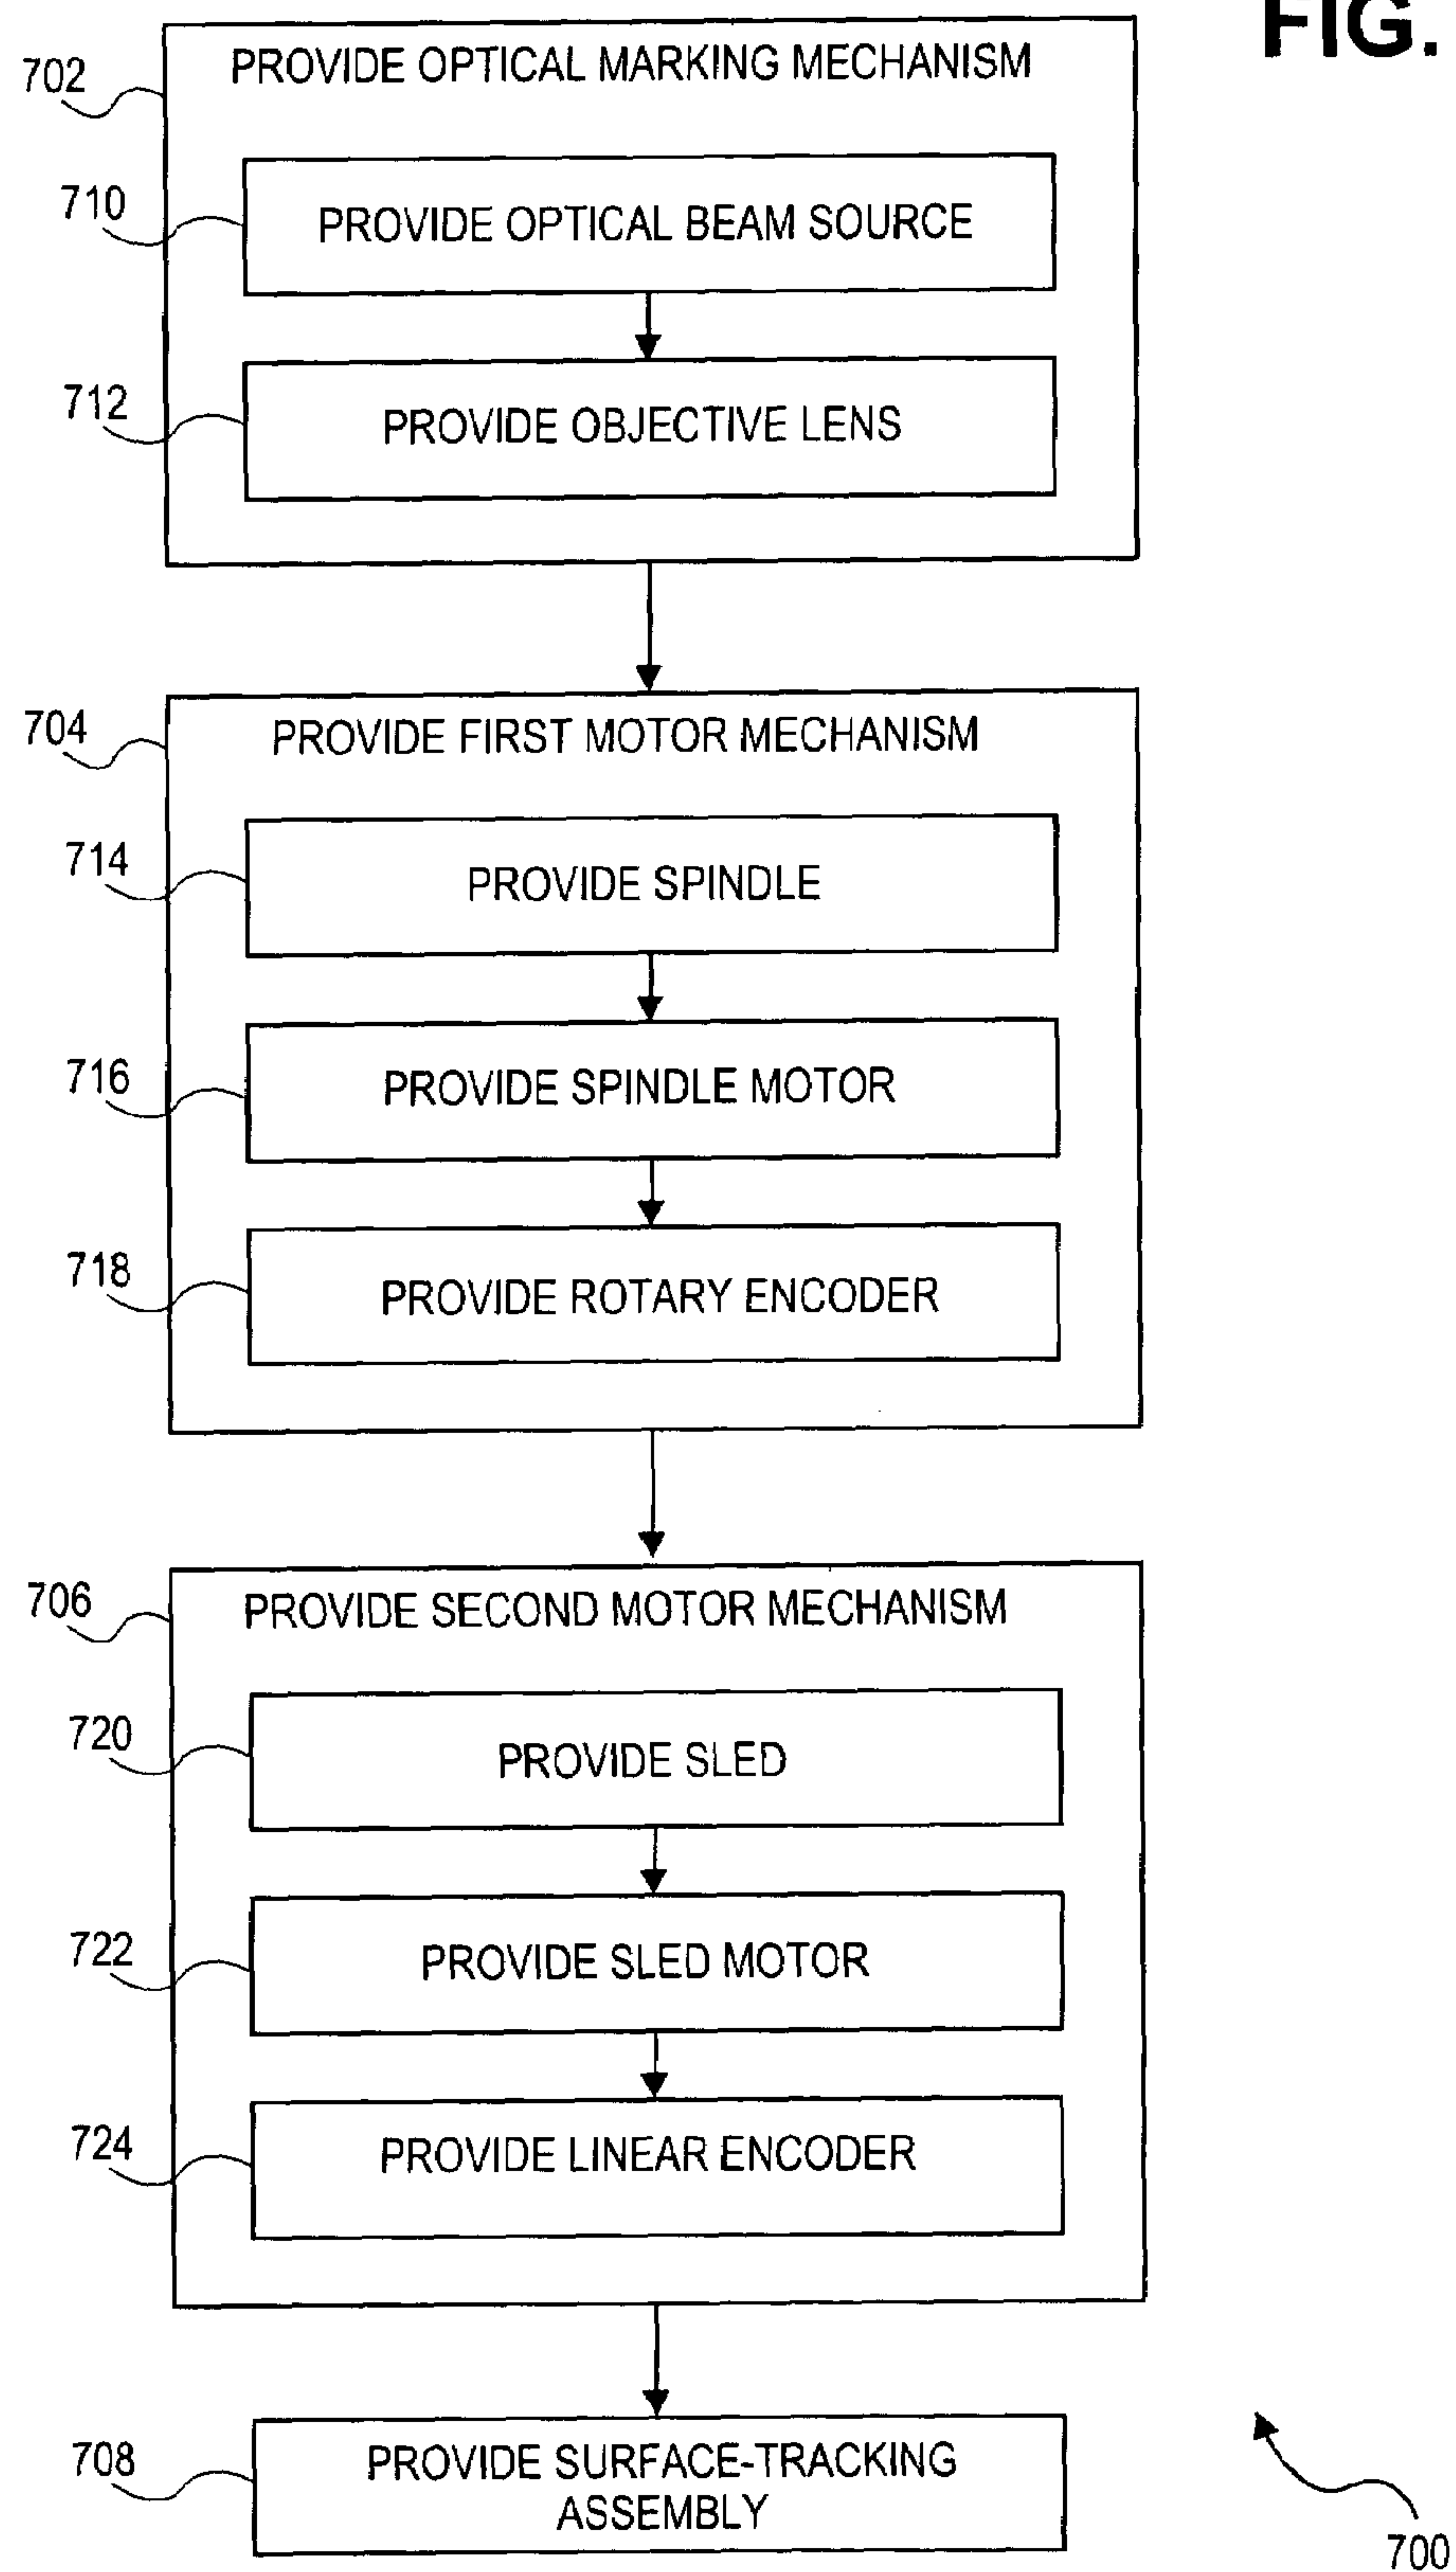 FIG.
702
PROVIDE OPTICAL MARKING MECHANISM
710
PROVIDE OPTICAL BEAM SOURCE
712
PROVIDE OBJECTIVE LENS
704
PROVIDE FIRST MOTOR MECHANISM
714
PROVIDE SPINDLE
716
PROVIDE SPINDLE MOTOR
718
PROVIDE ROTARY ENCODER
706
PROVIDE SECOND MOTOR MECHANISM
720
PROVIDE SLED
722
PROVIDE SLED MOTOR
724
PROVIDE LINEAR ENCODER
708
PROVIDE SURFACE-TRACKING
ASSEMBLY
700